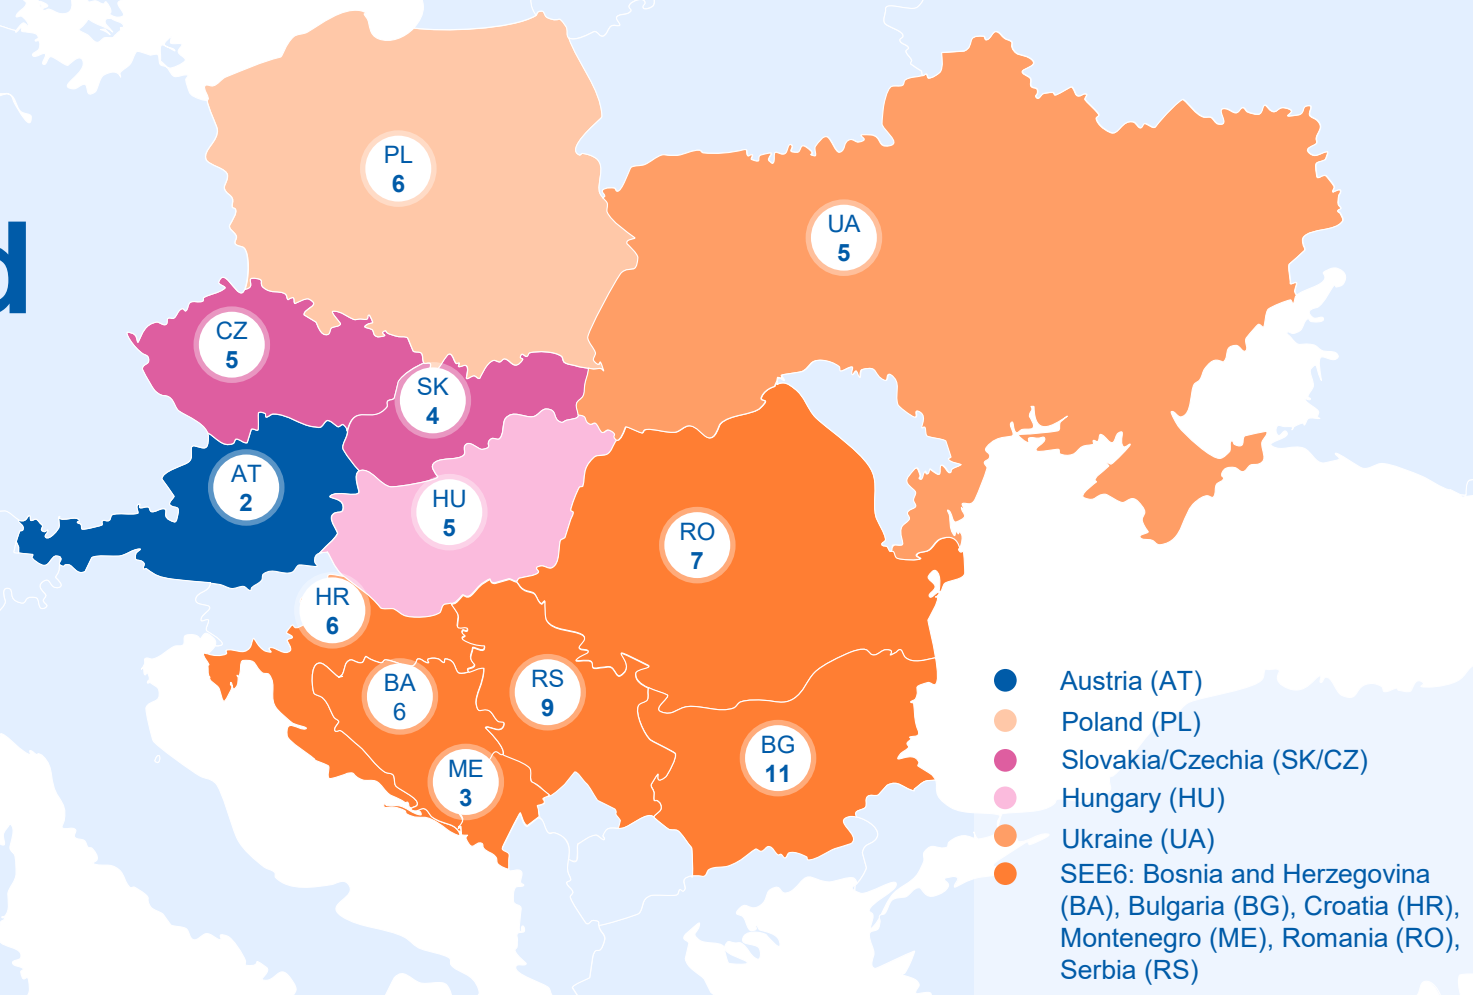 PL
6
UA
5
d
CZ
5
SK
4
AT
2
HU
5
RO
7
HR
6
BA
6
RS
9
ME
3
BG
11
Austria (AT)
Poland (PL)
Slovakia/Czechia (SK/CZ)
Hungary (HU)
Ukraine (UA)
SEE6: Bosnia and Herzegovina
(BA), Bulgaria (BG), Croatia (HR),
Montenegro (ME), Romania (RO),
Serbia (RS)